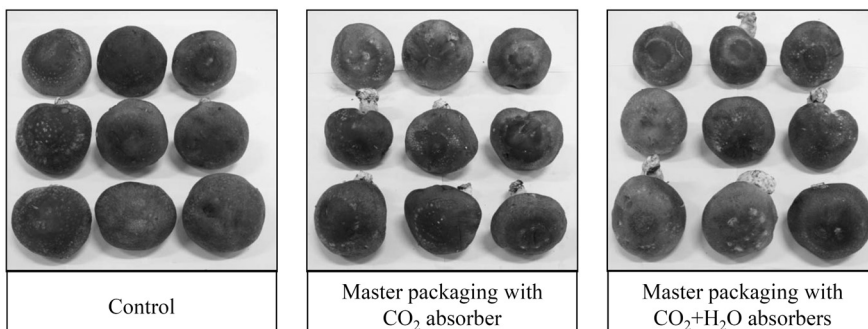 Control
Master packaging with
CO₂ absorber
Master packaging with
CO₂+H₂O absorbers